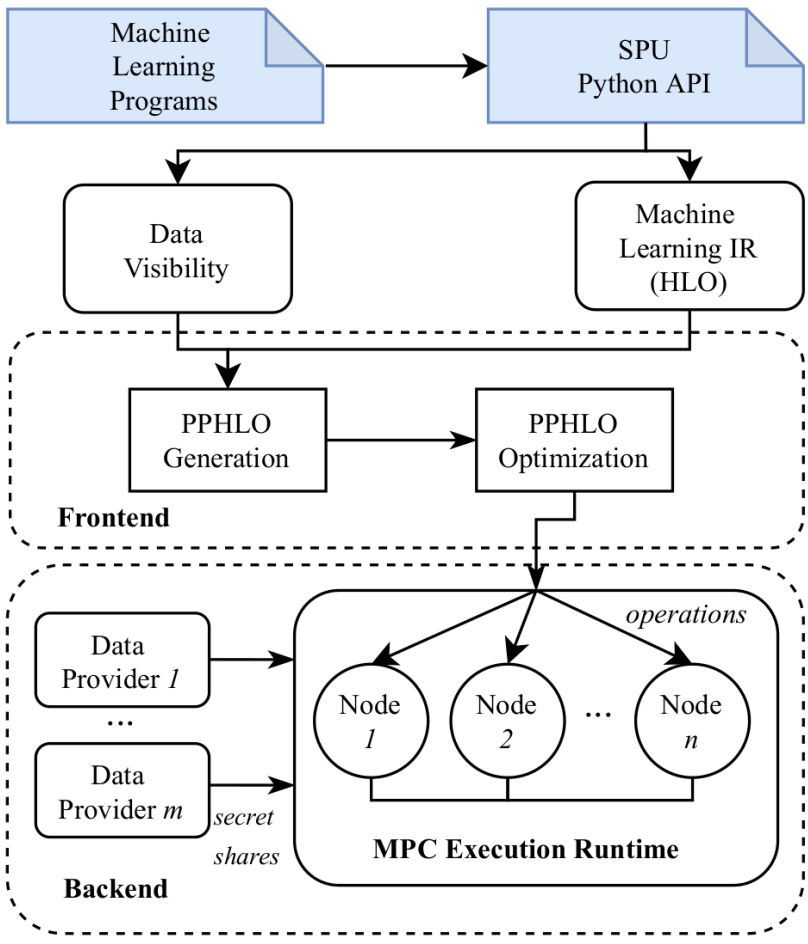 Machine
Learning
Programs
SPU
Python API
Data
Visibility
Machine
Learning IR
(HLO)
PPHLO
Generation
PPHLO
Optimization
Frontend
operations
Data
Provider 1
...
Data
Provider m
secret
shares
Node
1
Node
2
...
Node
n
MPC Execution Runtime
Backend